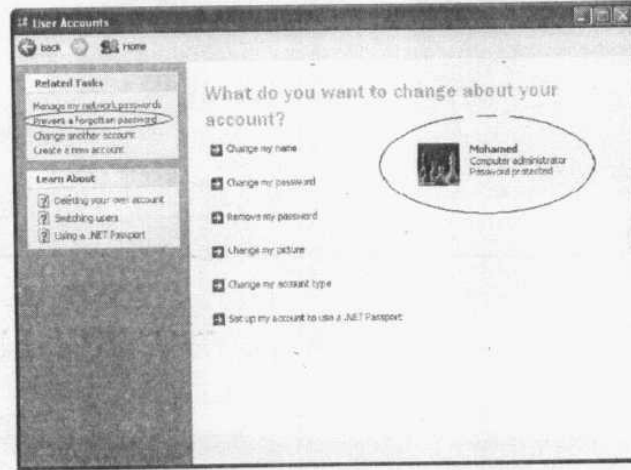 User Accounts
Back Home
Related Tasks
Manage my network passwords
Prevent a forgotten password
Change another account
Create a new account
Learn About
Deleting your own account
Switching users
Using a .NET Passport
What do you want to change about your
account?
Change my name
Change my password
Remove my password
Change my picture
Change my account type
Set up my account to use a .NET Passport
Mohamed
Computer administrator
Password protected